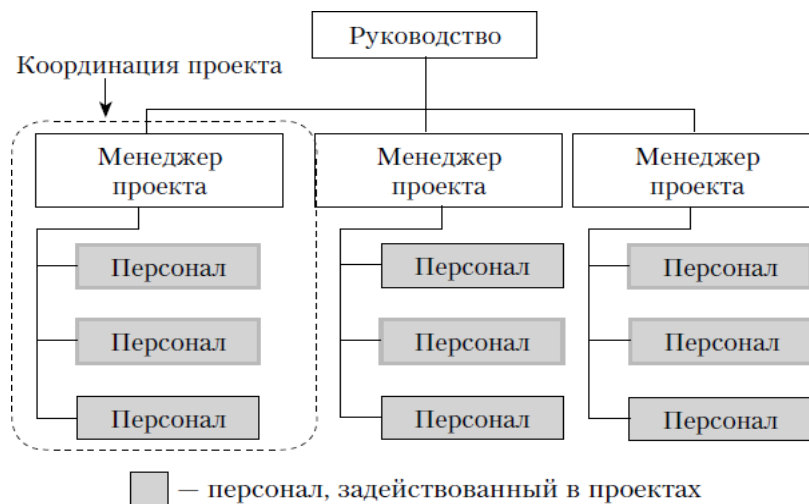 Руководство
Координация проекта
Менеджер
проекта
Менеджер
проекта
Менеджер
проекта
Персонал
Персонал
Персонал
Персонал
Персонал
Персонал
Персонал
Персонал
Персонал
— персонал, задействованный в проектах